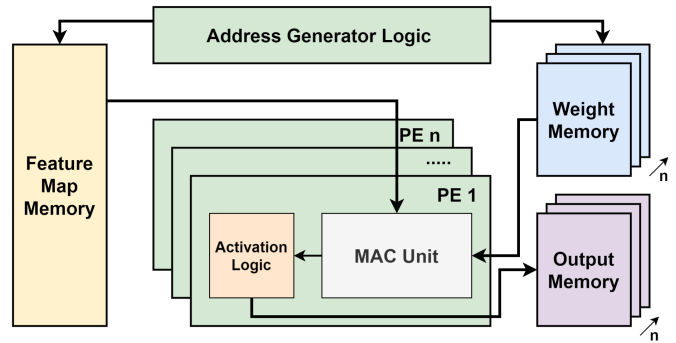 Address Generator Logic
Feature
Map
Memory
Weight
Memory
n
PE n
.....
PE 1
Activation
Logic
MAC Unit
Output
Memory
n